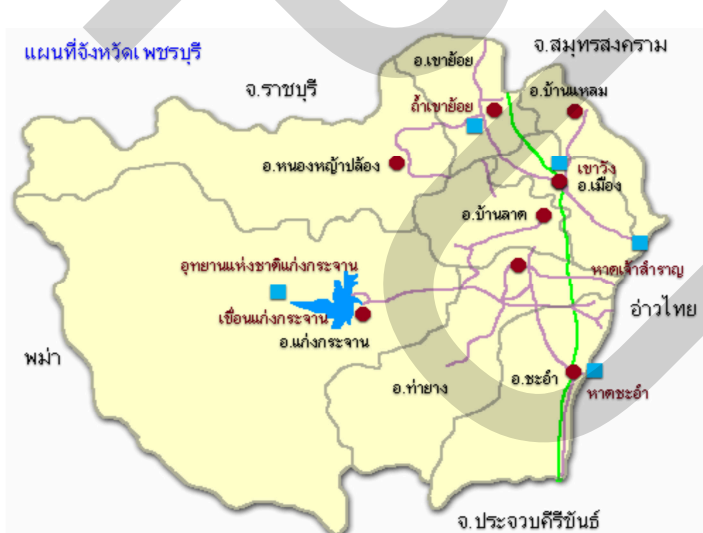 แผนที่จังหวัดเพชรบุรี
จ.สมุทรสงคราม
อ.เขาย้อย
จ.ราชบุรี
อ.บ้านแหลม
ถ้ำเขาย้อย
อ.หนองหญ้าปล้อง
เขาวัง
อ.เมือง
อ.บ้านลาด
อุทยานแห่งชาติแก่งกระจาน
หาดเจ้าสำราญ
เขื่อนแก่งกระจาน
อ่าวไทย
อ.แก่งกระจาน
พม่า
อ.ท่ายาง
อ.ชะอำ
หาดชะอำ
จ.ประจวบคีรีขันธ์